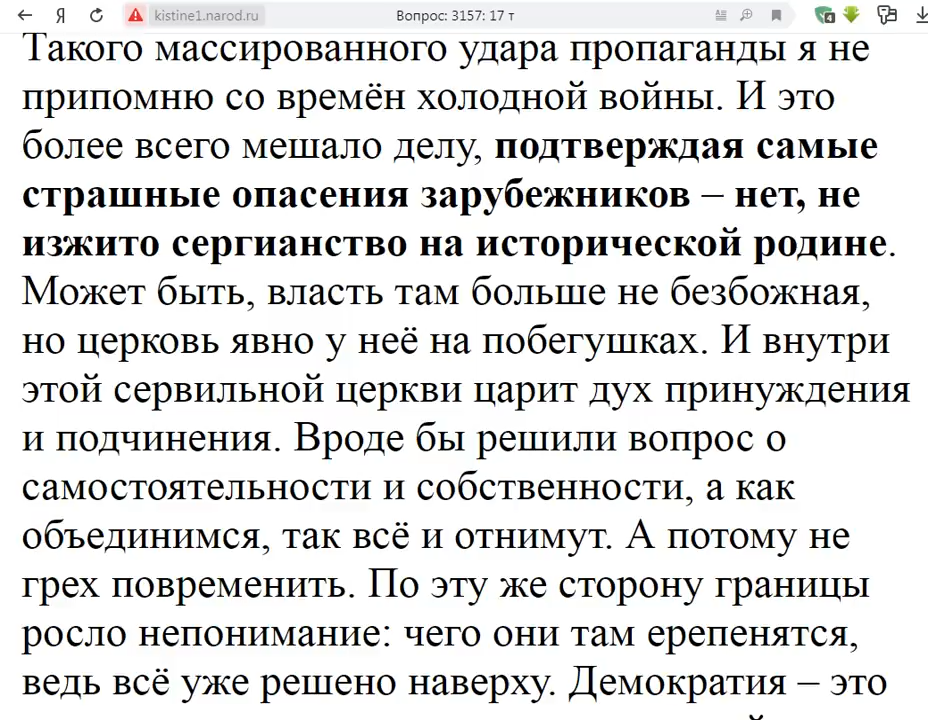 kistine1.narod.ru
Вопрос: 3157: 17 т
4
Такого массированного удара пропаганды я не
припомню со времён холодной войны. И это
более всего мешало делу, подтверждая самые
страшные опасения зарубежников – нет, не
изжито сергианство на исторической родине.
Может быть, власть там больше не безбожная,
но церковь явно у неё на побегушках. И внутри
этой сервильной церкви царит дух принуждения
и подчинения. Вроде бы решили вопрос о
самостоятельности и собственности, а как
объединимся, так всё и отнимут. А потому не
грех повременить. По эту же сторону границы
росло непонимание: чего они там ерепенятся,
ведь всё уже решено наверху. Демократия – это